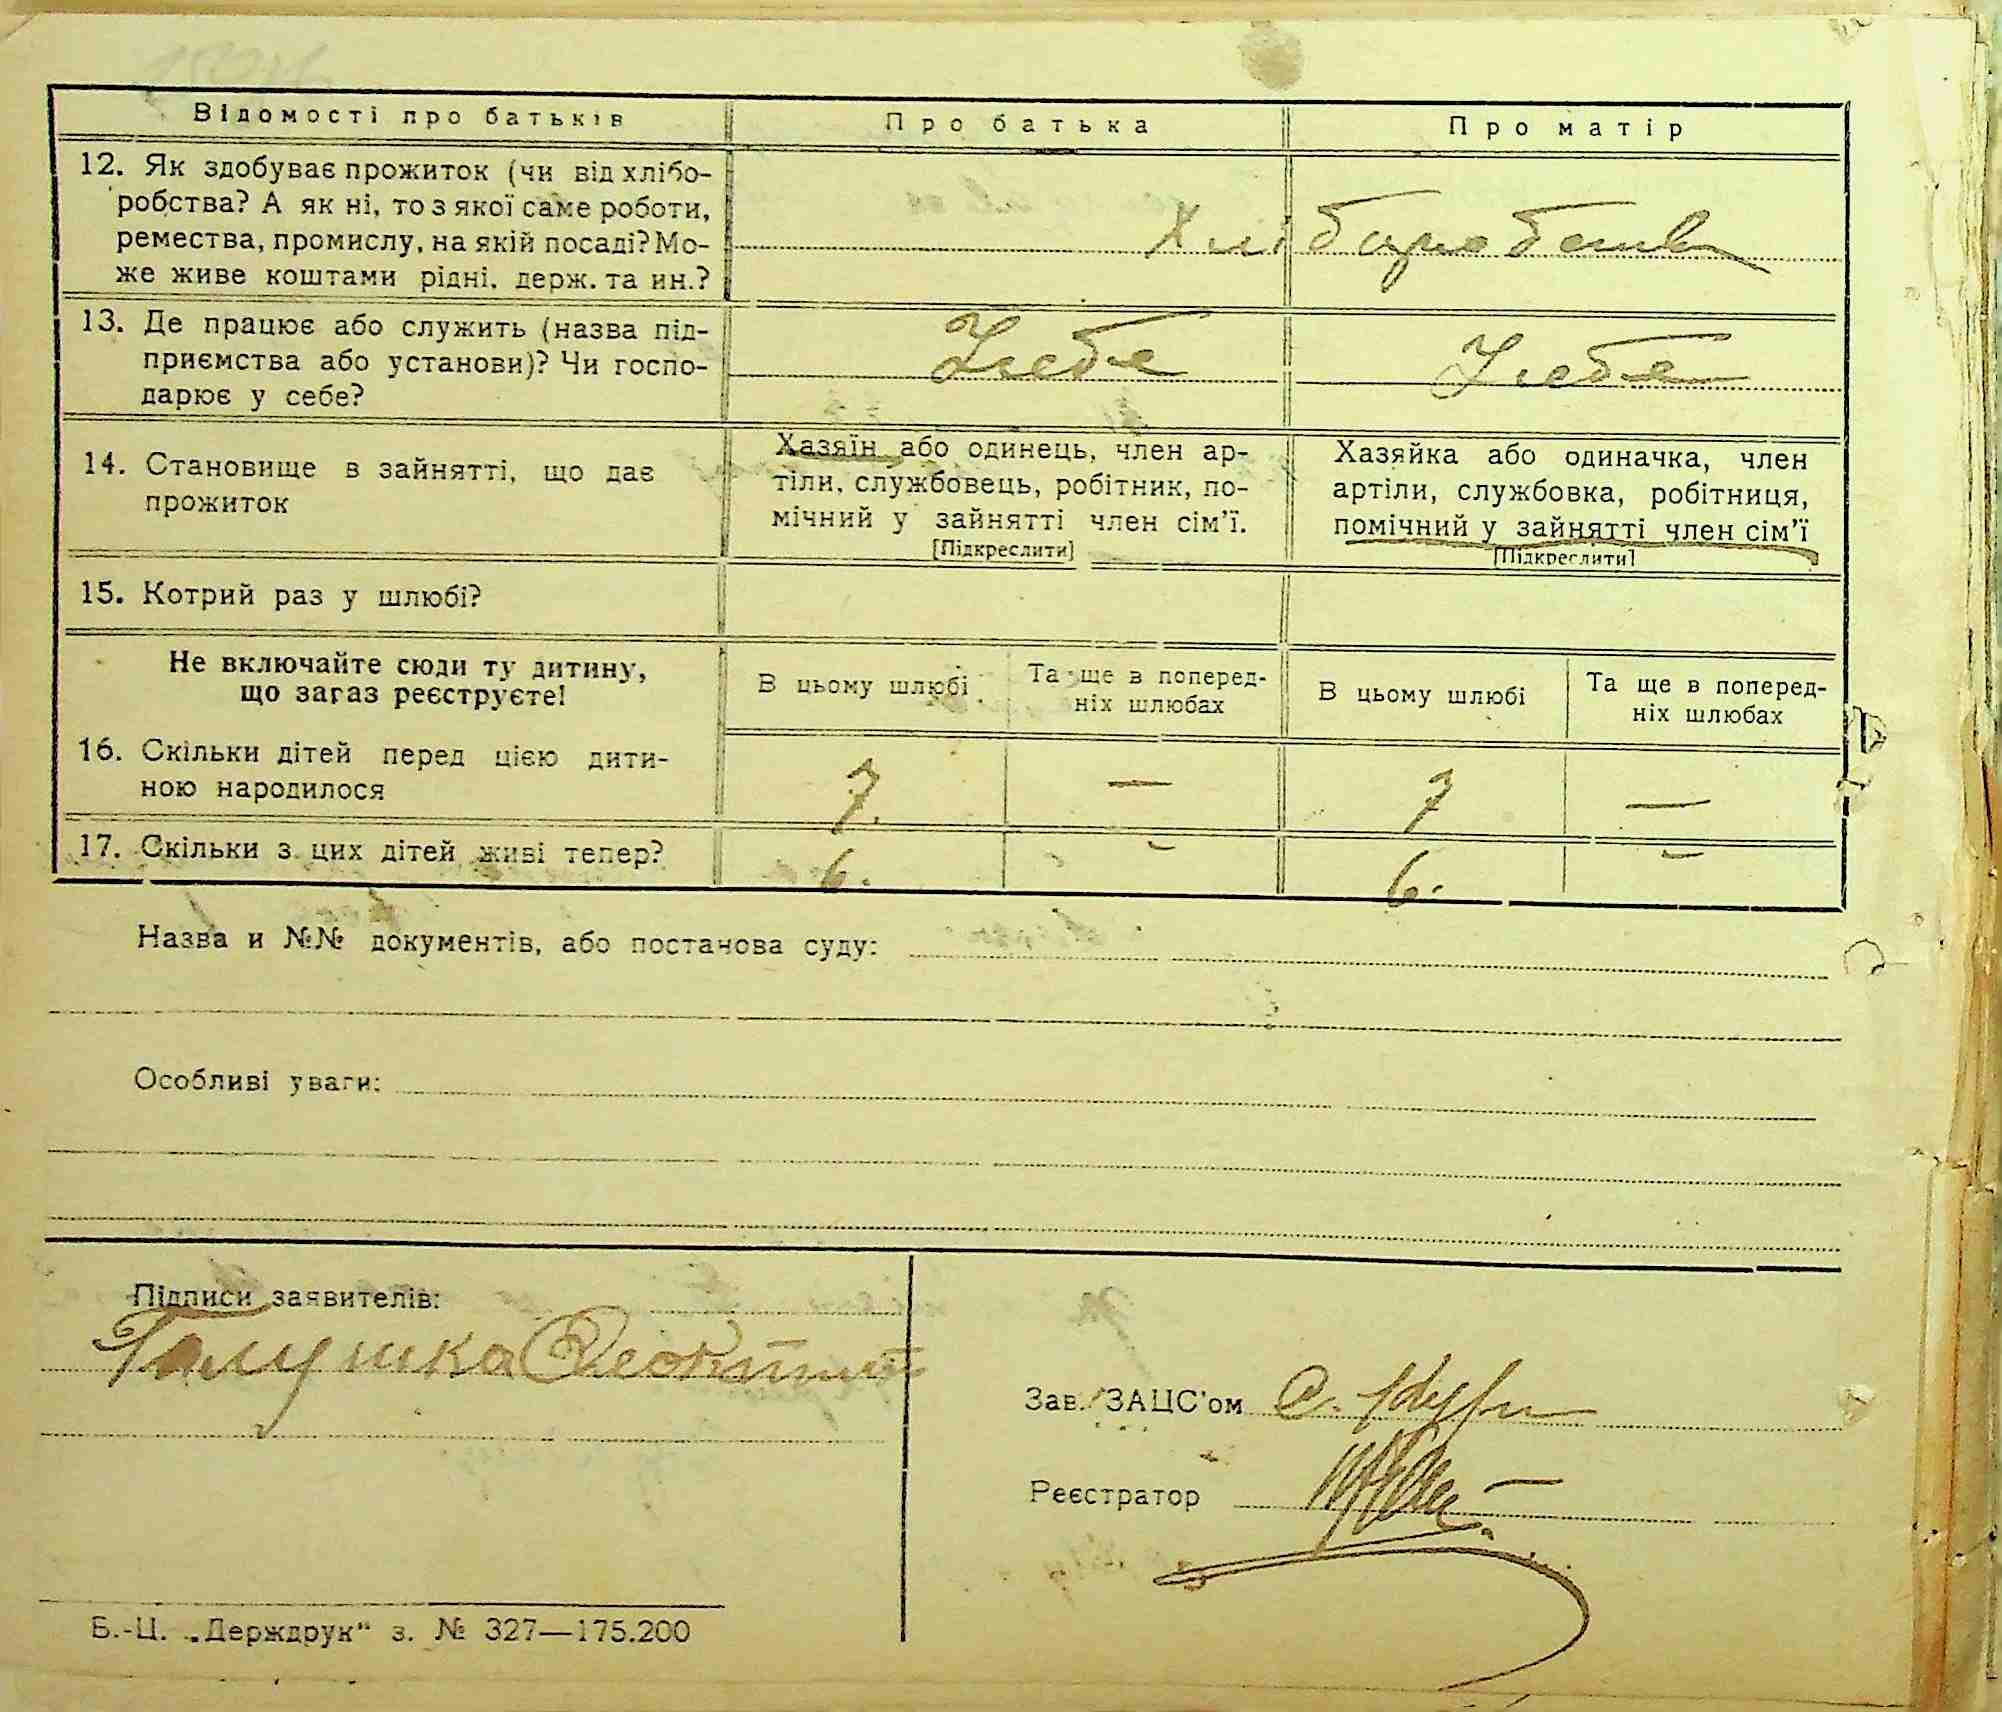 Відомості про батьків
Про батька
Про матір
12. Як здобуває прожиток (чи від хлібо-
робства? А як ні, то з якої саме роботи,
ремества, промислу, на якій посаді? Мо-
же живе коштами рідні, держ. та ин.?
Хліборобств
13. Де працює або служить (назва під-
приємства або установи)? Чи госпо-
дарює у себе?
У себе
У себе
14. Становище в зайнятті, що дає
прожиток
Хазяїн або одинець, член ар-
тіли, службовець, робітник, по-
мічний у зайнятті член сім’ї.
[Підкреслити]
Хазяйка або одиначка, член
артіли, службовка, робітниця,
помічний у зайнятті член сім’ї
[Підкреслити]
15. Котрий раз у шлюбі?
Не включайте сюди ту дитину,
що зараз реєструєте!
В цьому шлюбі
Та ще в поперед-
ніх шлюбах
В цьому шлюбі
Та ще в поперед-
ніх шлюбах
16. Скільки дітей перед цією дити-
ною народилося
7. — 7 —
17. Скільки з цих дітей живі тепер?
6. - 6. -
Назва и №№ документів, або постанова суду:
Особливі уваги:
Підписи заявителів:
Галушка
Зав. ЗАЦС’ом С.
Реєстратор
Б.-Ц. „Держдрук“ з. № 327—175.200